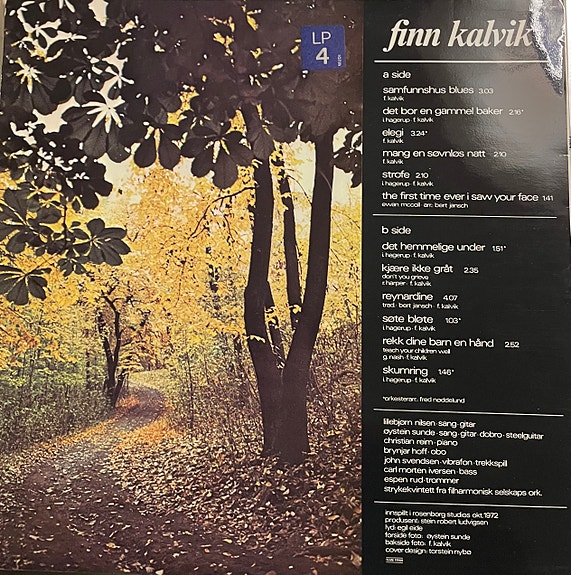 LP
4
finn kalvik
a side
samfunnshus blues 3.03
f. kalvik
det bor en gammel baker 2.16*
i. hagerup · f. kalvik
elegi 3.24*
f. kalvik
mang en søvnløs natt 2.10
f. kalvik
strofe 2.10
i. hagerup · f. kalvik
the first time ever i saw your face 1.41
ewan mccoll · arr. bert jansch
b side
det hemmelige under 1.51*
i. hagerup · f. kalvik
kjære ikke gråt 2.35
don't you grieve
r. harper · f. kalvik
reynardine 4.07
trad. · bert jansch · f. kalvik
søte bløte 1.03*
i. hagerup · f. kalvik
rekk dine barn en hånd 2.52
teach your children well
g. nash · f. kalvik
skumring 1.46*
i. hagerup · f. kalvik
*orkesterarr. fred nøddelund
lillebjørn nilsen · sang · gitar
øystein sunde · sang · gitar · dobro · steelguitar
christian reim · piano
brynjar hoff · obo
john svendsen · vibrafon · trekkspill
carl morten iversen · bass
espen rud · trommer
strykekvintett fra filharmonisk selskaps ork.
innspilt i rosenborg studios okt. 1972
produsent: stein robert ludvigsen
lyd: egil eide
forside foto: øystein sunde
bakside foto: f. kalvik
cover design: torstein nybø